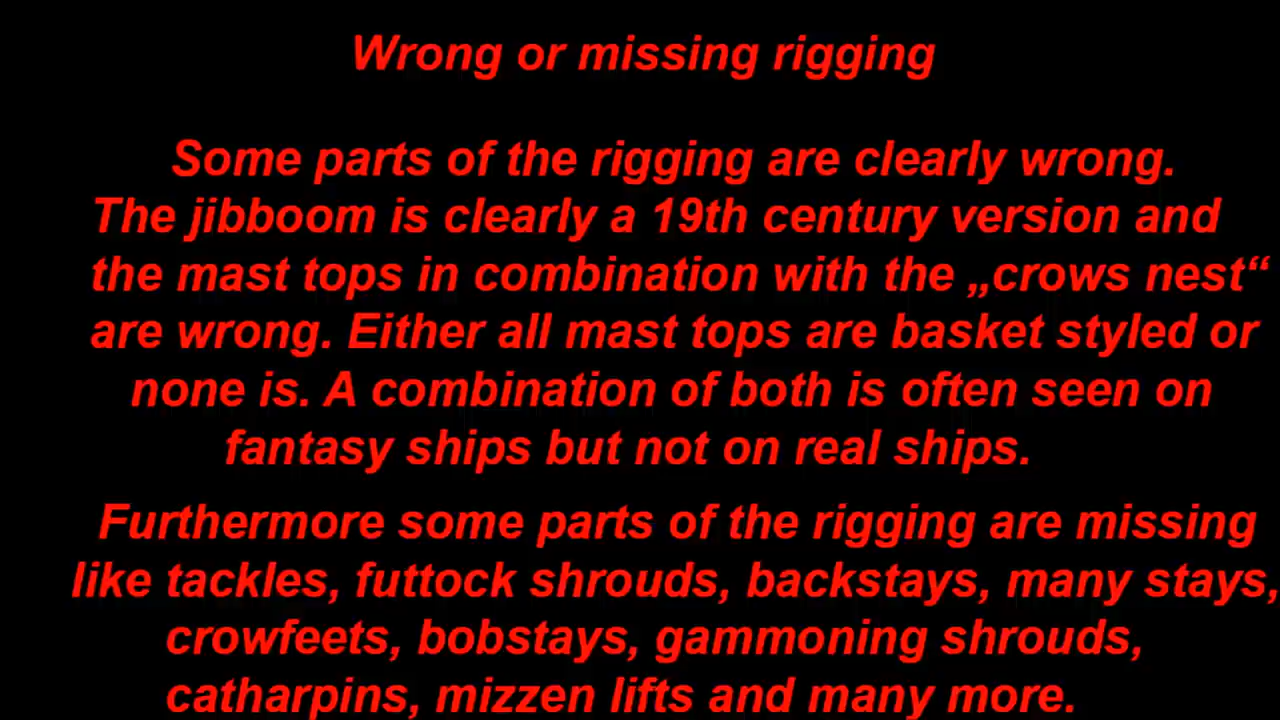 Wrong or missing rigging
Some parts of the rigging are clearly wrong.
The jibboom is clearly a 19th century version and
the mast tops in combination with the „crows nest“
are wrong. Either all mast tops are basket styled or
none is. A combination of both is often seen on
fantasy ships but not on real ships.
Furthermore some parts of the rigging are missing
like tackles, futtock shrouds, backstays, many stays,
crowfeets, bobstays, gammoning shrouds,
catharpins, mizzen lifts and many more.